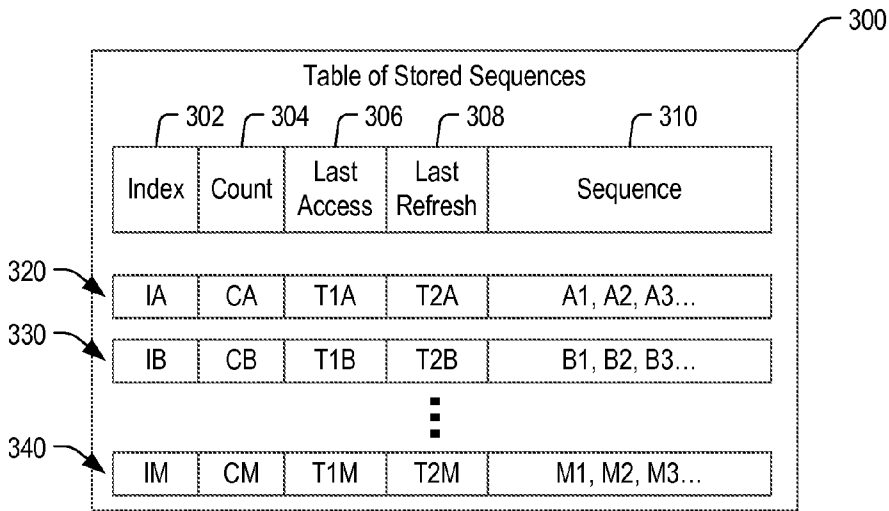 300
Table of Stored Sequences
302 304 306 308 310
Index Count Last Access Last Refresh Sequence
320
IA CA T1A T2A A1, A2, A3...
330
IB CB T1B T2B B1, B2, B3...
340
IM CM T1M T2M M1, M2, M3...